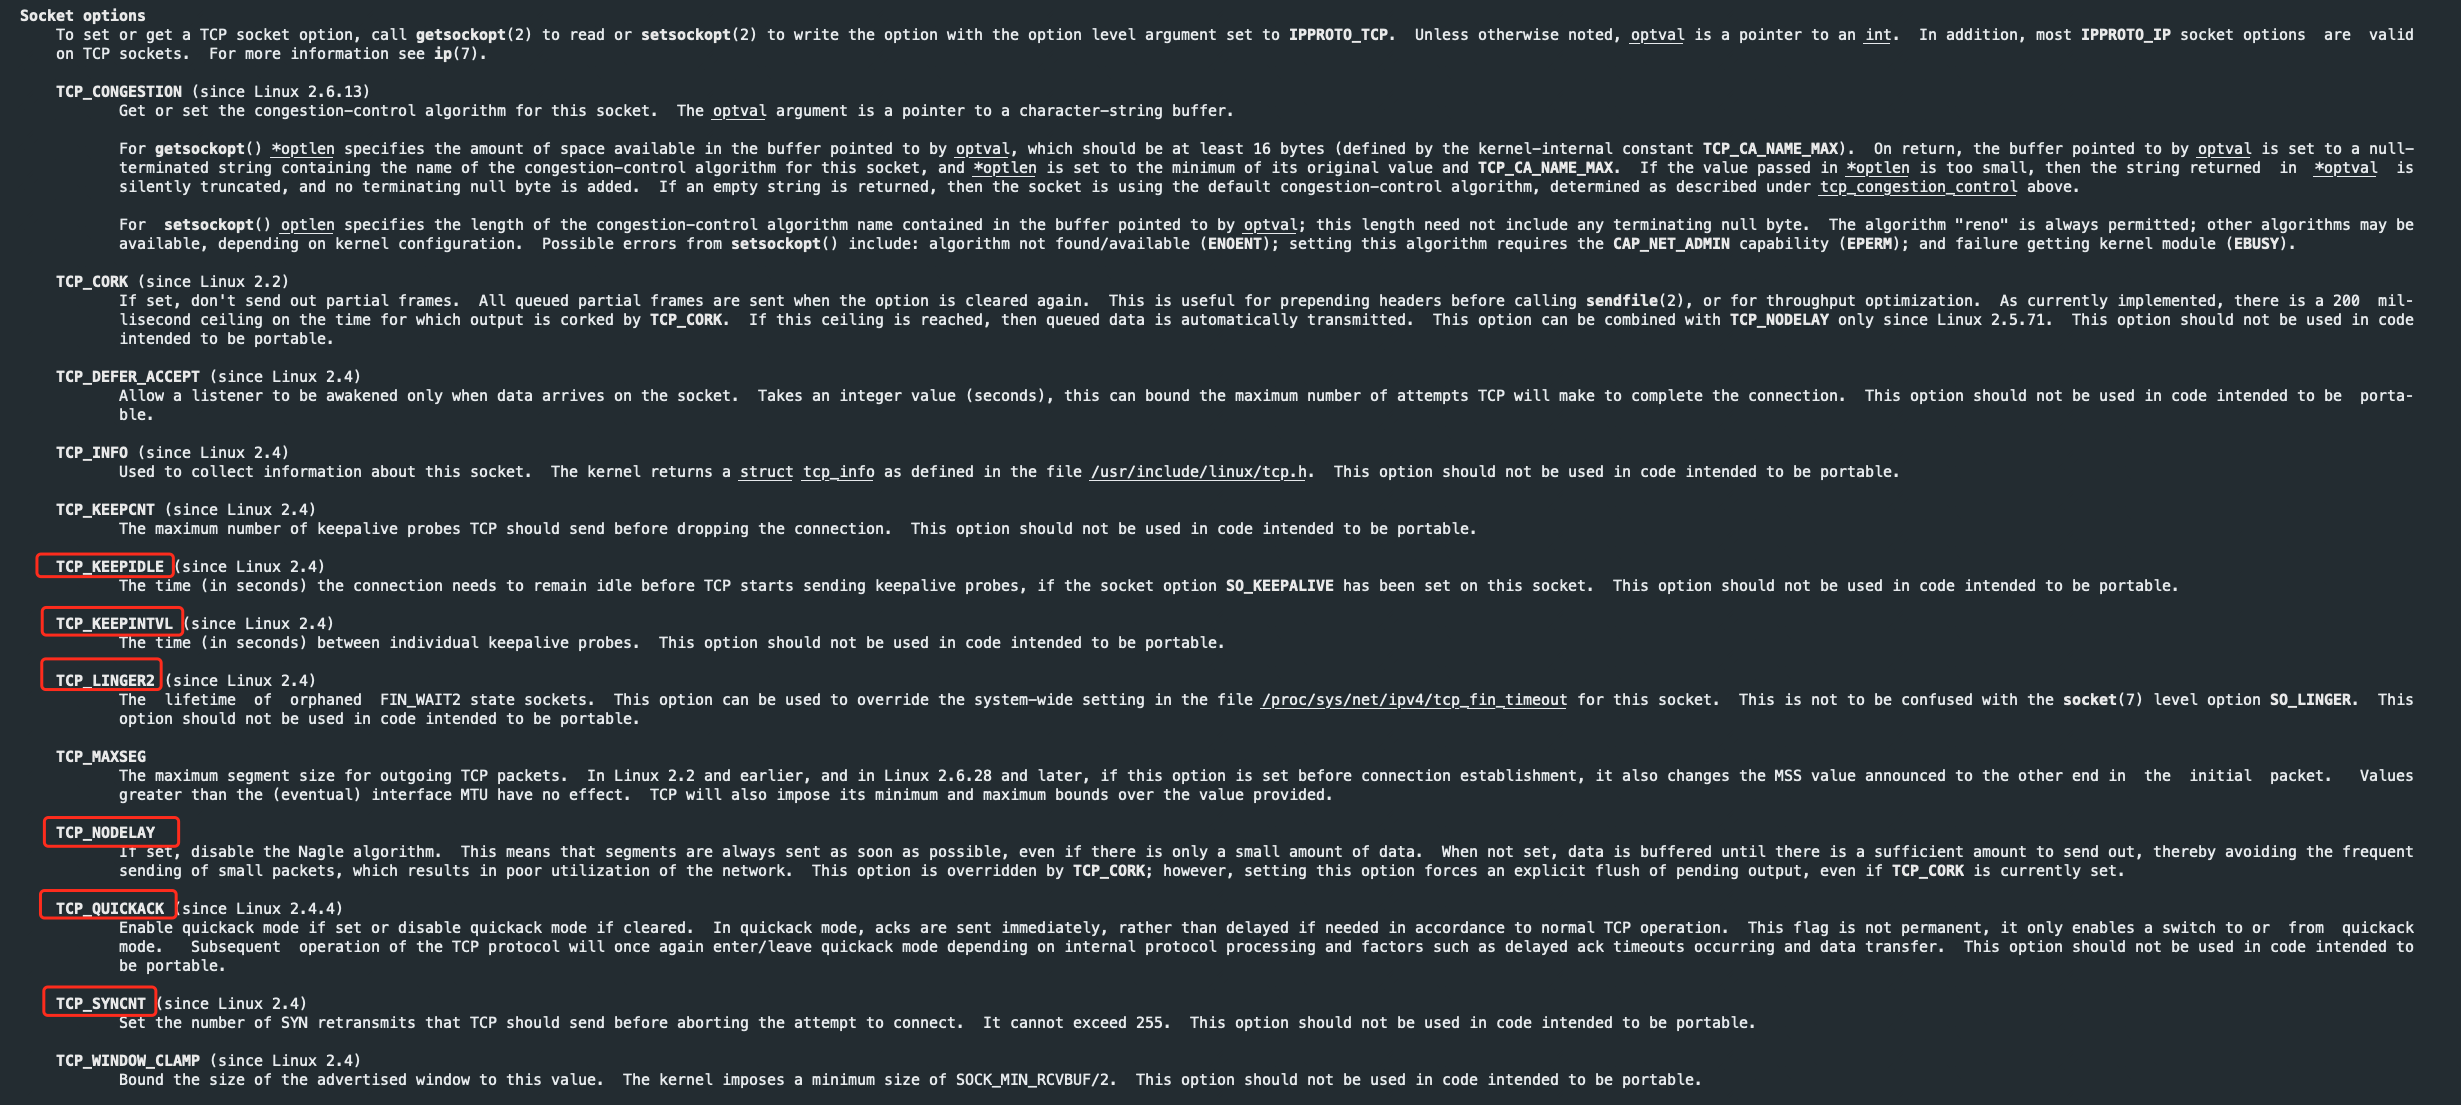 Socket options
To set or get a TCP socket option, call getsockopt(2) to read or setsockopt(2) to write the option with the option level argument set to IPPROTO_TCP.  Unless otherwise noted, optval is a pointer to an int.  In addition, most IPPROTO_IP socket options  are  valid
on TCP sockets.  For more information see ip(7).
TCP_CONGESTION (since Linux 2.6.13)
Get or set the congestion-control algorithm for this socket.  The optval argument is a pointer to a character-string buffer.
For getsockopt() *optlen specifies the amount of space available in the buffer pointed to by optval, which should be at least 16 bytes (defined by the kernel-internal constant TCP_CA_NAME_MAX).  On return, the buffer pointed to by optval is set to a null-
terminated string containing the name of the congestion-control algorithm for this socket, and *optlen is set to the minimum of its original value and TCP_CA_NAME_MAX.  If the value passed in *optlen is too small, then the string returned  in  *optval  is
silently truncated, and no terminating null byte is added.  If an empty string is returned, then the socket is using the default congestion-control algorithm, determined as described under tcp_congestion_control above.
For  setsockopt() optlen specifies the length of the congestion-control algorithm name contained in the buffer pointed to by optval; this length need not include any terminating null byte.  The algorithm "reno" is always permitted; other algorithms may be
available, depending on kernel configuration.  Possible errors from setsockopt() include: algorithm not found/available (ENOENT); setting this algorithm requires the CAP_NET_ADMIN capability (EPERM); and failure getting kernel module (EBUSY).
TCP_CORK (since Linux 2.2)
If set, don't send out partial frames.  All queued partial frames are sent when the option is cleared again.  This is useful for prepending headers before calling sendfile(2), or for throughput optimization.  As currently implemented, there is a 200  mil-
lisecond ceiling on the time for which output is corked by TCP_CORK.  If this ceiling is reached, then queued data is automatically transmitted.  This option can be combined with TCP_NODELAY only since Linux 2.5.71.  This option should not be used in code
intended to be portable.
TCP_DEFER_ACCEPT (since Linux 2.4)
Allow a listener to be awakened only when data arrives on the socket.  Takes an integer value (seconds), this can bound the maximum number of attempts TCP will make to complete the connection.  This option should not be used in code intended to be  porta-
ble.
TCP_INFO (since Linux 2.4)
Used to collect information about this socket.  The kernel returns a struct tcp_info as defined in the file /usr/include/linux/tcp.h.  This option should not be used in code intended to be portable.
TCP_KEEPCNT (since Linux 2.4)
The maximum number of keepalive probes TCP should send before dropping the connection.  This option should not be used in code intended to be portable.
TCP_KEEPIDLE (since Linux 2.4)
The time (in seconds) the connection needs to remain idle before TCP starts sending keepalive probes, if the socket option SO_KEEPALIVE has been set on this socket.  This option should not be used in code intended to be portable.
TCP_KEEPINTVL (since Linux 2.4)
The time (in seconds) between individual keepalive probes.  This option should not be used in code intended to be portable.
TCP_LINGER2 (since Linux 2.4)
The  lifetime  of  orphaned  FIN_WAIT2 state sockets.  This option can be used to override the system-wide setting in the file /proc/sys/net/ipv4/tcp_fin_timeout for this socket.  This is not to be confused with the socket(7) level option SO_LINGER.  This
option should not be used in code intended to be portable.
TCP_MAXSEG
The maximum segment size for outgoing TCP packets.  In Linux 2.2 and earlier, and in Linux 2.6.28 and later, if this option is set before connection establishment, it also changes the MSS value announced to the other end in  the  initial  packet.   Values
greater than the (eventual) interface MTU have no effect.  TCP will also impose its minimum and maximum bounds over the value provided.
TCP_NODELAY
If set, disable the Nagle algorithm.  This means that segments are always sent as soon as possible, even if there is only a small amount of data.  When not set, data is buffered until there is a sufficient amount to send out, thereby avoiding the frequent
sending of small packets, which results in poor utilization of the network.  This option is overridden by TCP_CORK; however, setting this option forces an explicit flush of pending output, even if TCP_CORK is currently set.
TCP_QUICKACK (since Linux 2.4.4)
Enable quickack mode if set or disable quickack mode if cleared.  In quickack mode, acks are sent immediately, rather than delayed if needed in accordance to normal TCP operation.  This flag is not permanent, it only enables a switch to or  from  quickack
mode.   Subsequent  operation of the TCP protocol will once again enter/leave quickack mode depending on internal protocol processing and factors such as delayed ack timeouts occurring and data transfer.  This option should not be used in code intended to
be portable.
TCP_SYNCNT (since Linux 2.4)
Set the number of SYN retransmits that TCP should send before aborting the attempt to connect.  It cannot exceed 255.  This option should not be used in code intended to be portable.
TCP_WINDOW_CLAMP (since Linux 2.4)
Bound the size of the advertised window to this value.  The kernel imposes a minimum size of SOCK_MIN_RCVBUF/2.  This option should not be used in code intended to be portable.